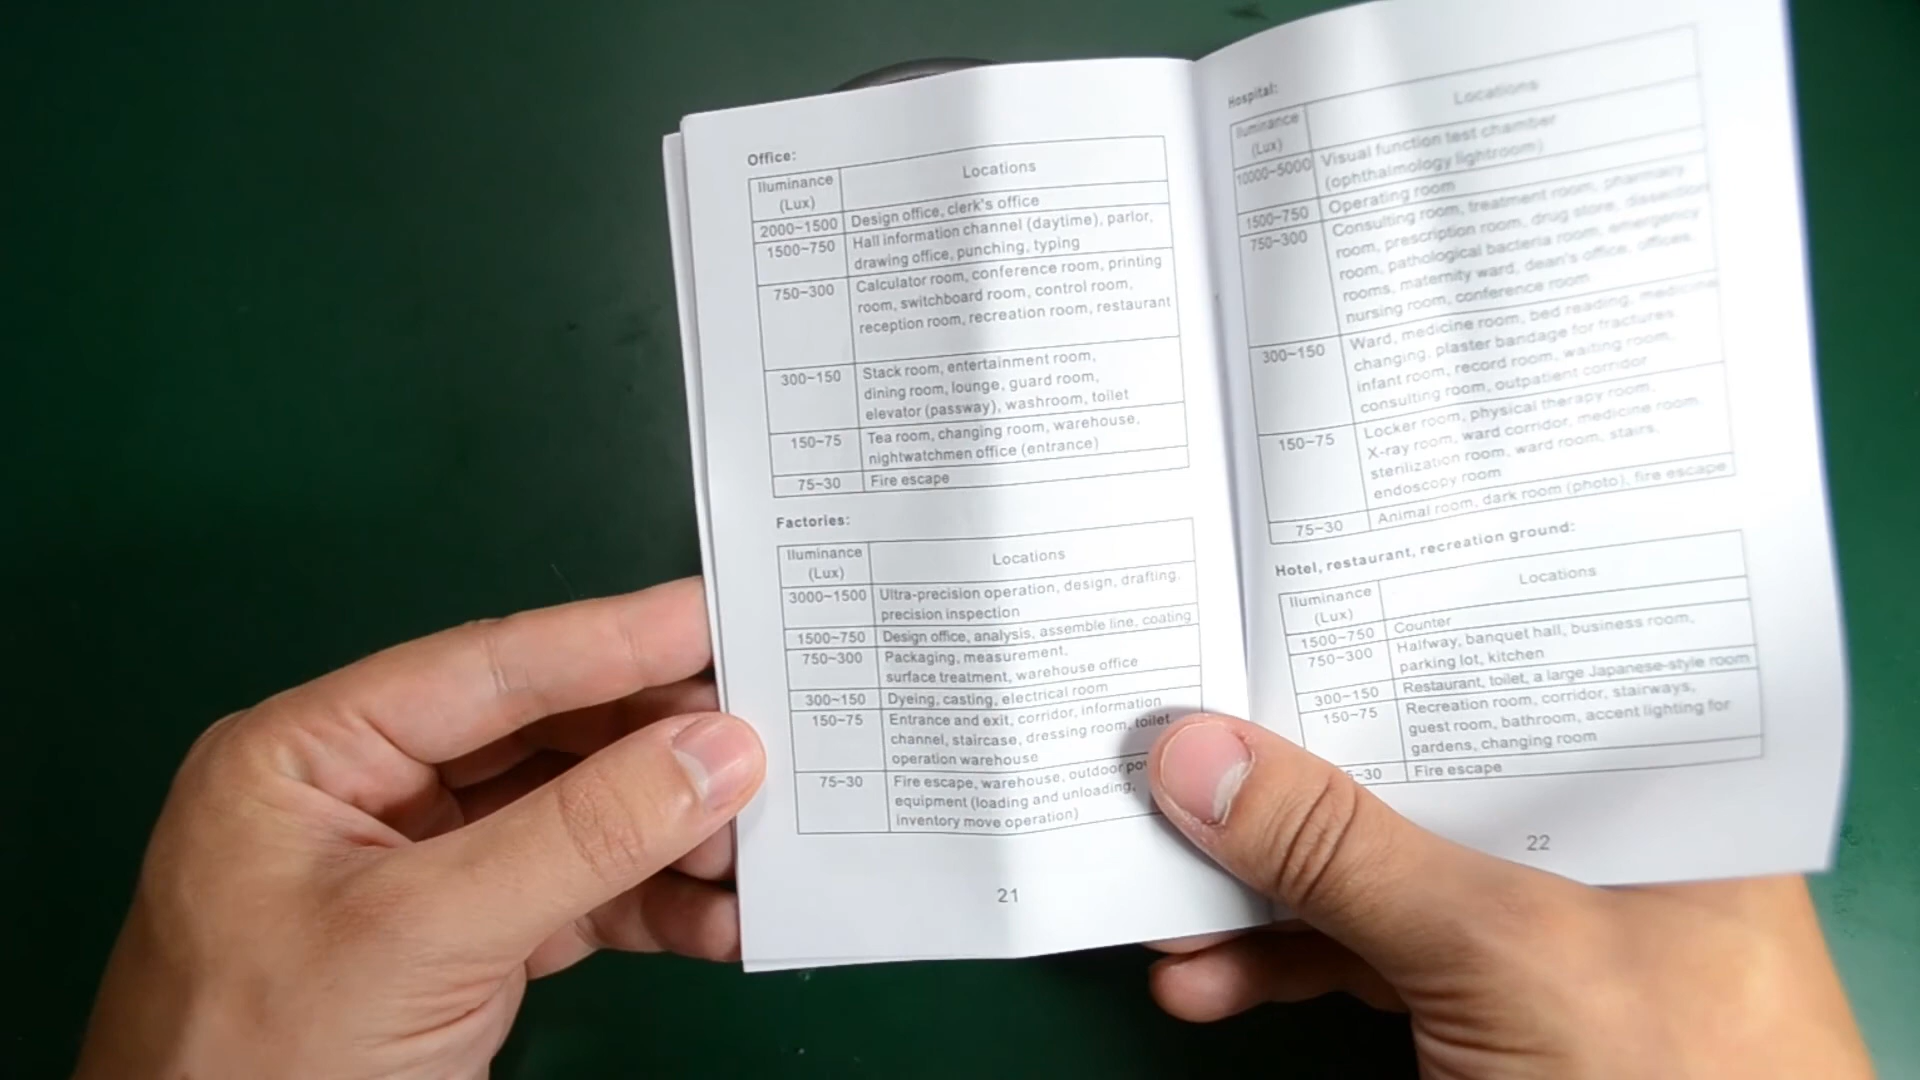 Office:
Iluminance
(Lux)
Locations
2000~1500
Design office, clerk's office
1500~750
Hall information channel (daytime), parlor,
drawing office, punching, typing
750~300
Calculator room, conference room, printing
room, switchboard room, control room,
reception room, recreation room, restaurant
300~150
Stack room, entertainment room,
dining room, lounge, guard room,
elevator (passway), washroom, toilet
150~75
Tea room, changing room, warehouse,
nightwatchmen office (entrance)
75~30
Fire escape
Factories:
Iluminance
(Lux)
Locations
3000~1500
Ultra-precision operation, design, drafting,
precision inspection
1500~750
Design office, analysis, assemble line, coating
750~300
Packaging, measurement,
surface treatment, warehouse office
300~150
Dyeing, casting, electrical room
150~75
Entrance and exit, corridor, information
channel, staircase, dressing room, toilet
operation warehouse
75~30
Fire escape, warehouse, outdoor
equipment (loading and unloading,
inventory move operation)
21
Hospital:
Iluminance
(Lux)
Locations
10000~5000
Visual function test chamber
(ophthalmology lightroom)
1500~750
Operating room
750~300
Consulting room, treatment room, pharmacy
room, prescription room, drug store, dissection
room, pathological bacteria room, emergency
rooms, maternity ward, dean's office, offices,
nursing room, conference room
300~150
Ward, medicine room, bed reading, medicine
changing, plaster bandage for fractures,
infant room, record room, waiting room,
consulting room, outpatient corridor
150~75
Locker room, physical therapy room,
X-ray room, ward corridor, medicine room,
sterilization room, ward room, stairs,
endoscopy room
75~30
Animal room, dark room (photo), fire escape
Hotel, restaurant, recreation ground:
Iluminance
(Lux)
Locations
1500~750
Counter
750~300
Halfway, banquet hall, business room,
parking lot, kitchen
300~150
Restaurant, toilet, a large Japanese-style room
150~75
Recreation room, corridor, stairways,
guest room, bathroom, accent lighting for
gardens, changing room
5~30
Fire escape
22